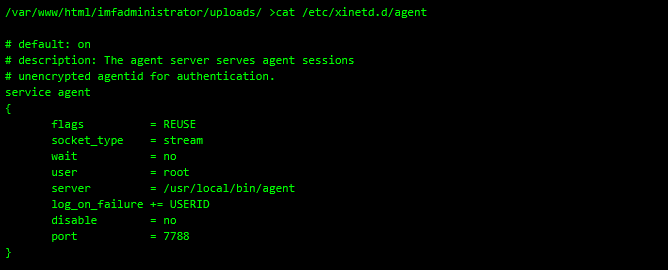 /var/www/html/imfadministrator/uploads/ >cat /etc/xinetd.d/agent
# default: on
# description: The agent server serves agent sessions
# unencrypted agentid for authentication.
service agent
{
flags = REUSE
socket_type = stream
wait = no
user = root
server = /usr/local/bin/agent
log_on_failure += USERID
disable = no
port = 7788
}